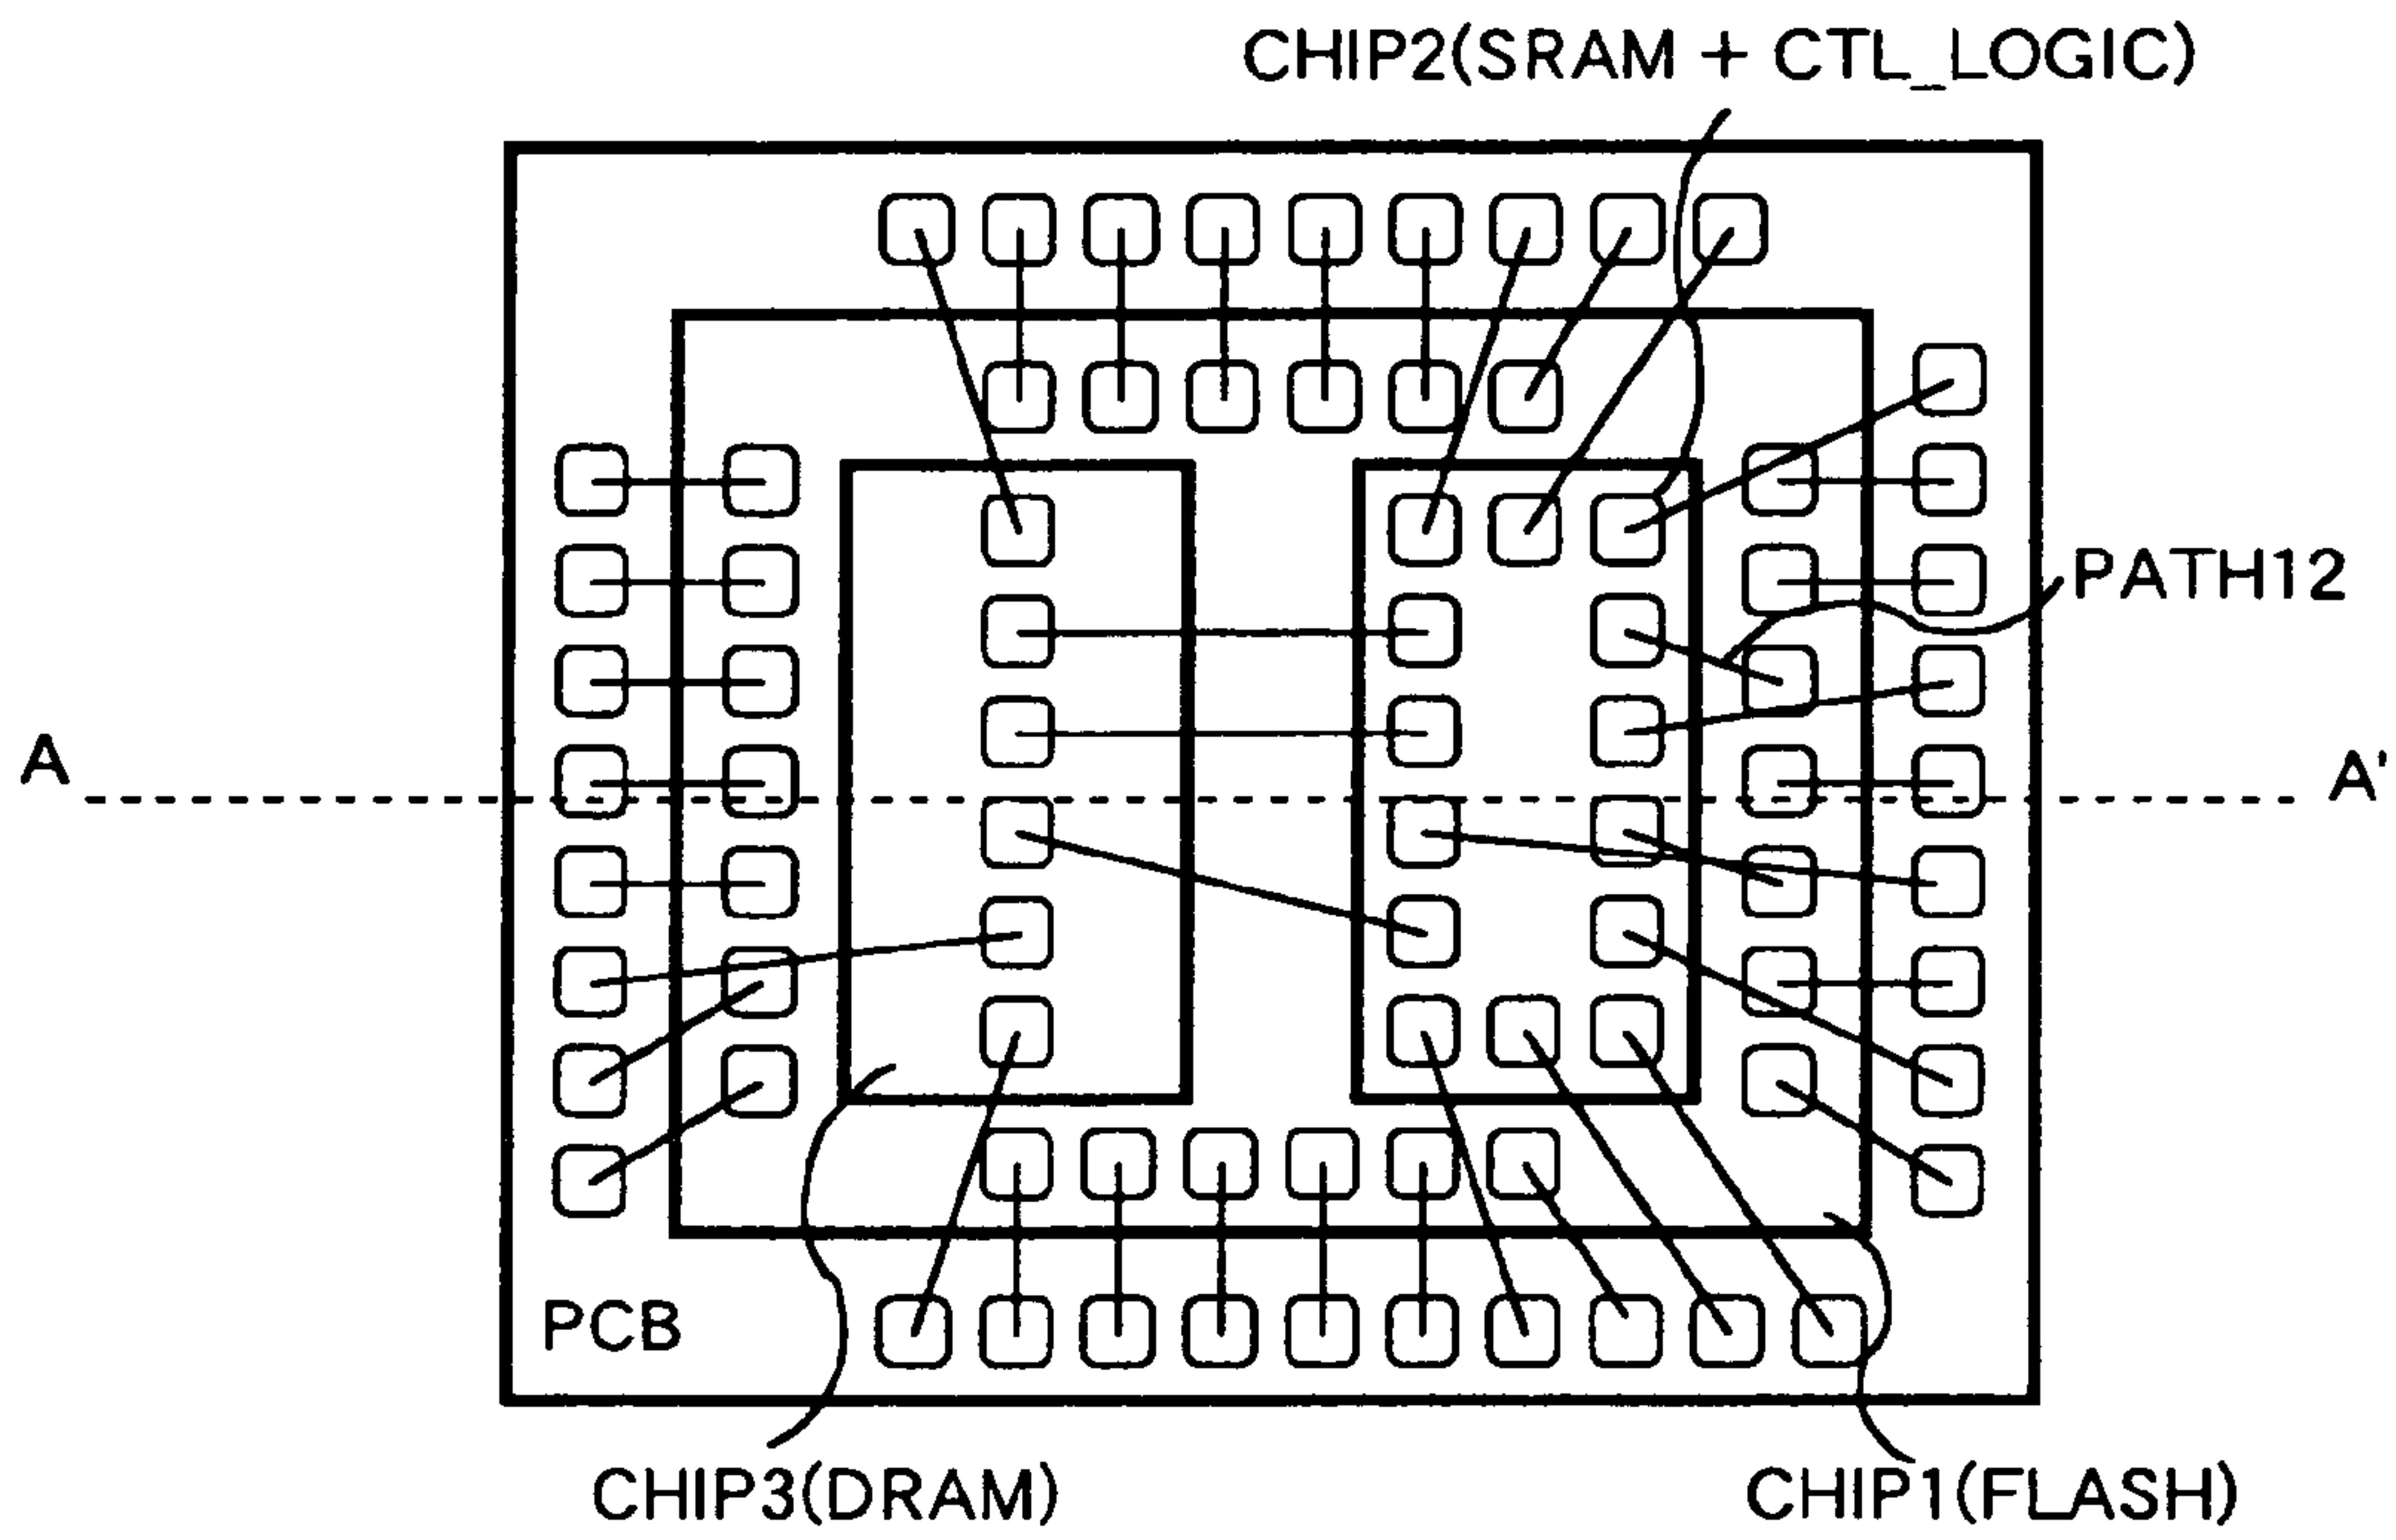 CHIP2(SRAM + CTL_LOGIC)
PATH12
A
A'
PCB
CHIP3(DRAM)
CHIP1(FLASH)